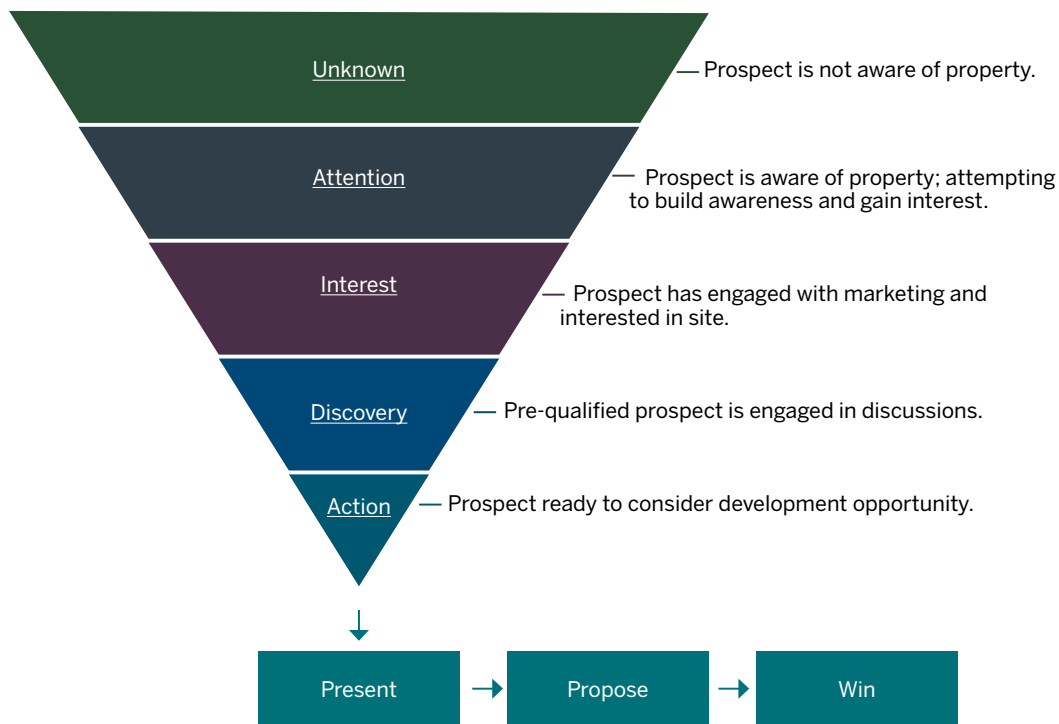 Unknown
Prospect is not aware of property.
Attention
Prospect is aware of property; attempting
to build awareness and gain interest.
Interest
Prospect has engaged with marketing and
interested in site.
Discovery
Pre-qualified prospect is engaged in discussions.
Action
Prospect ready to consider development opportunity.
Present
Propose
Win